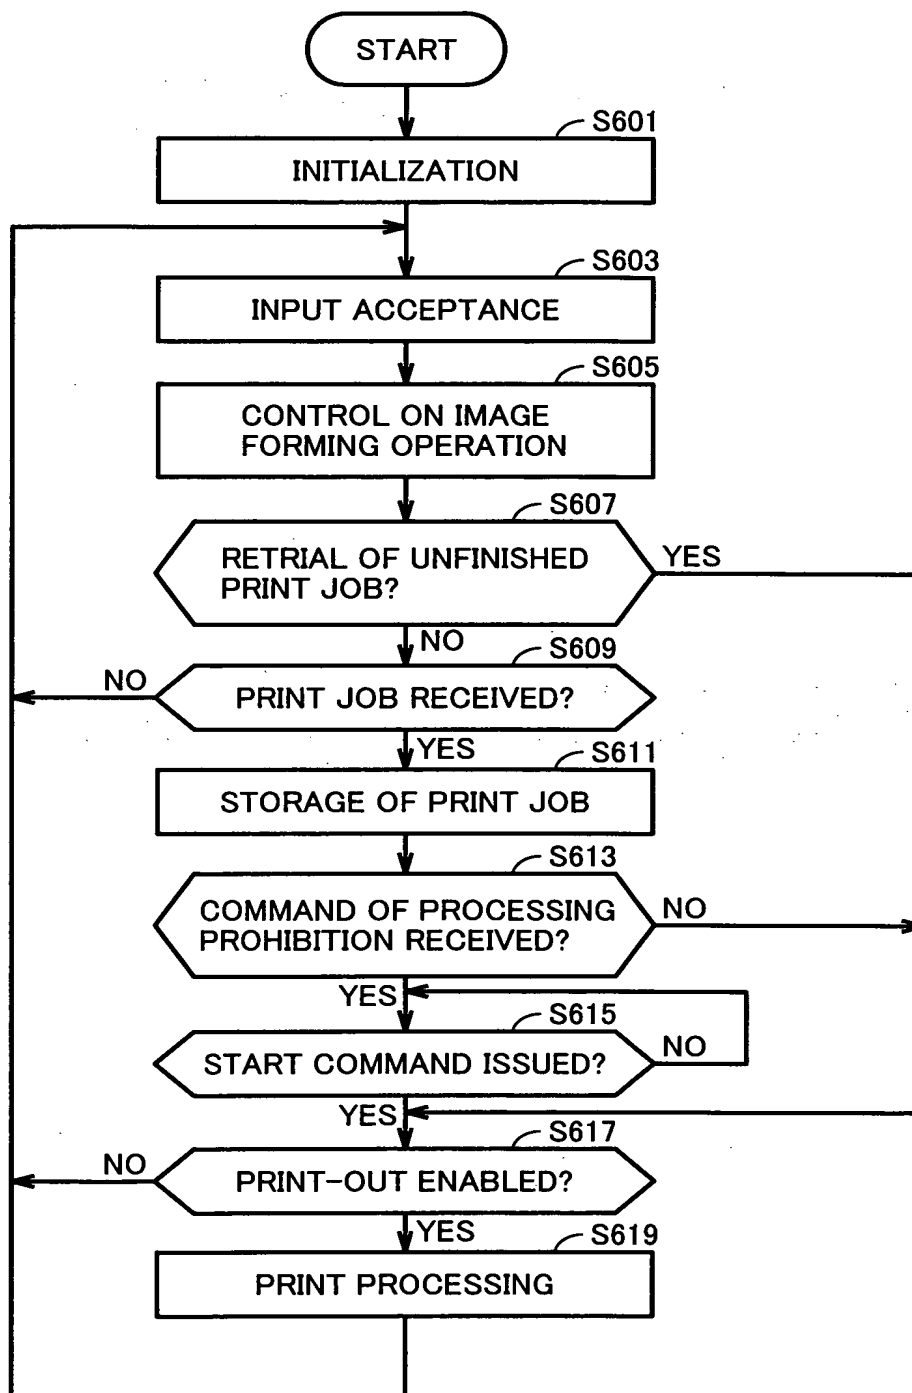 START
S601
INITIALIZATION
S603
INPUT ACCEPTANCE
S605
CONTROL ON IMAGE
FORMING OPERATION
S607
RETRIAL OF UNFINISHED
PRINT JOB?
YES
NO
S609
NO
PRINT JOB RECEIVED?
YES
S611
STORAGE OF PRINT JOB
S613
COMMAND OF PROCESSING
PROHIBITION RECEIVED?
NO
YES
S615
START COMMAND ISSUED?
NO
YES
S617
NO
PRINT-OUT ENABLED?
YES
S619
PRINT PROCESSING